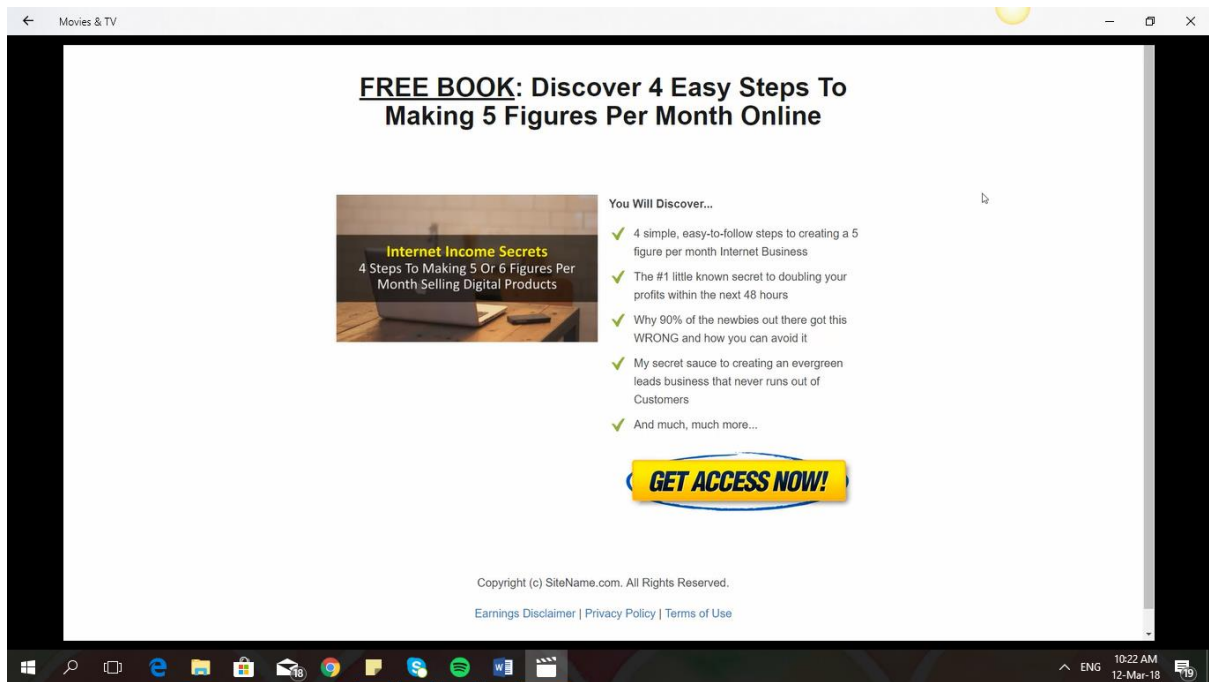 Movies & TV
FREE BOOK: Discover 4 Easy Steps To
Making 5 Figures Per Month Online
Internet Income Secrets
4 Steps To Making 5 Or 6 Figures Per
Month Selling Digital Products
You Will Discover...
4 simple, easy-to-follow steps to creating a 5
figure per month Internet Business
The #1 little known secret to doubling your
profits within the next 48 hours
Why 90% of the newbies out there got this
WRONG and how you can avoid it
My secret sauce to creating an evergreen
leads business that never runs out of
Customers
And much, much more...
GET ACCESS NOW!
Copyright (c) SiteName.com. All Rights Reserved.
Earnings Disclaimer | Privacy Policy | Terms of Use
18
ENG
10:22 AM
12-Mar-18
19